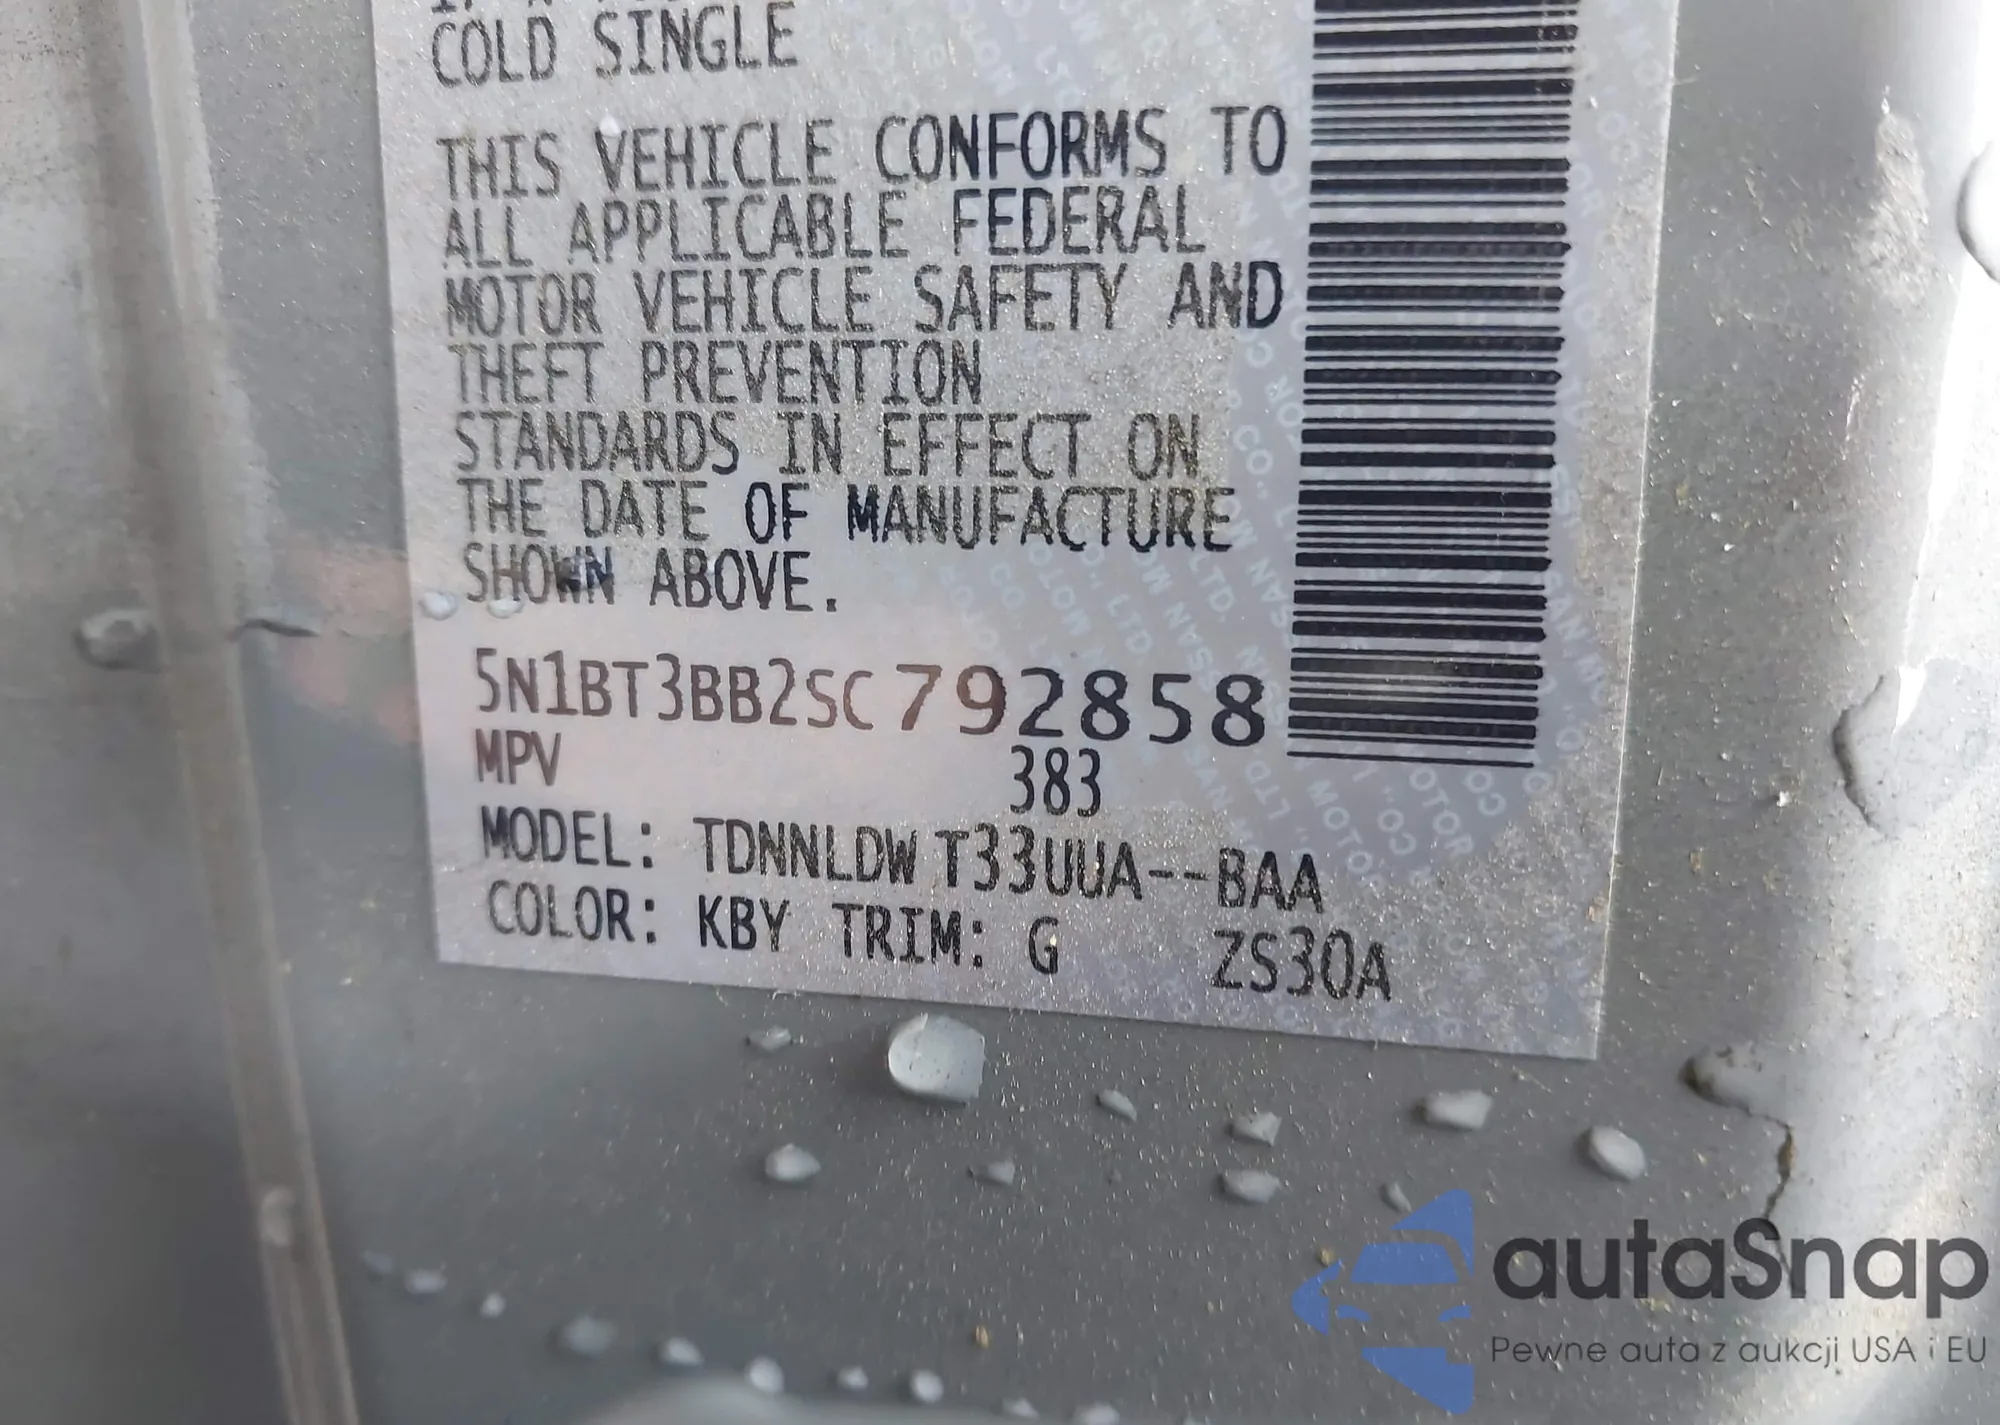 COLD SINGLE
THIS VEHICLE CONFORMS TO
ALL APPLICABLE FEDERAL
MOTOR VEHICLE SAFETY AND
THEFT PREVENTION
STANDARDS IN EFFECT ON
THE DATE OF MANUFACTURE
SHOWN ABOVE.
5N1BT3BB2SC792858
MPV 383
MODEL: TDNNLDW T33UUA--BAA
COLOR: KBY TRIM: G ZS30A
autaSnap
Pewne auta z aukcji USA i EU